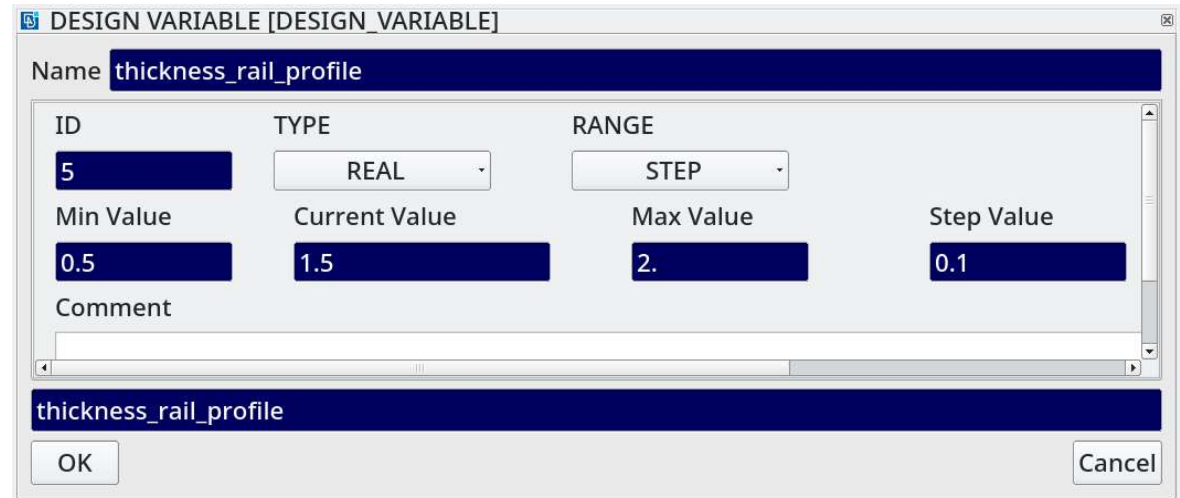 DESIGN VARIABLE [DESIGN_VARIABLE]
Name thickness_rail_profile
ID TYPE RANGE
5 REAL STEP
Min Value Current Value Max Value Step Value
0.5 1.5 2. 0.1
Comment
thickness_rail_profile
OK Cancel